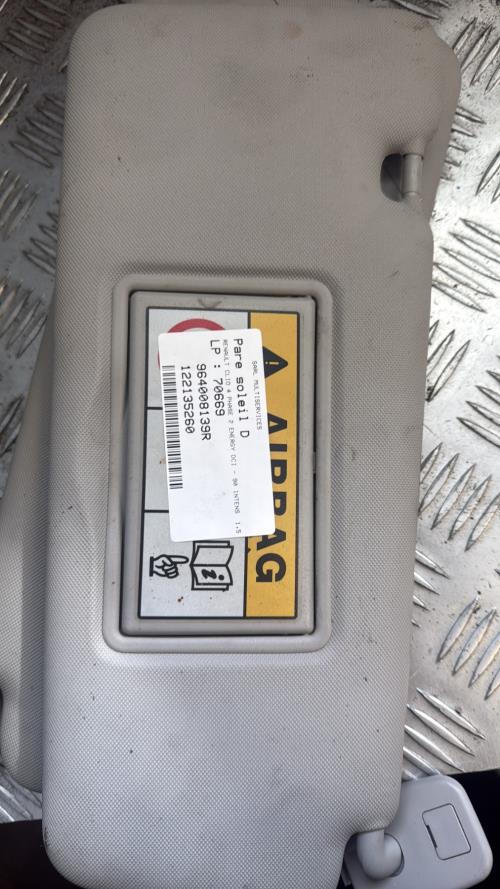 SARL MULTISERVICES
Pare soleil D
RENAULT CLIO 4 PHASE 2 ENERGY DCI - 90 INTENS 1.5
LP : 70669
964008139R
122135260
AIRBAG
i